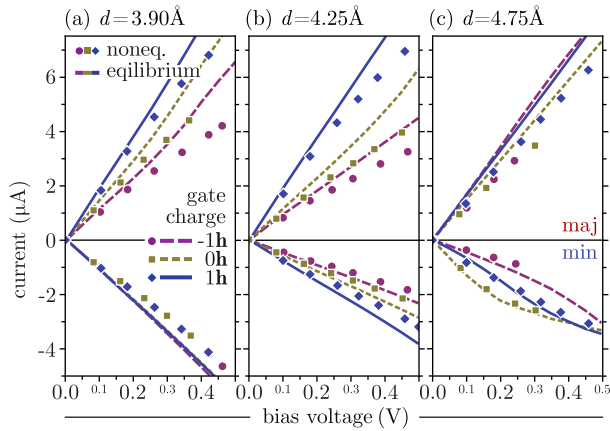 (a) d=3.90Å (b) d=4.25Å (c) d=4.75Å
noneq.
eqilibrium
6
4
2
0
-2
-4
current (μA)
gate
charge
-1h
0h
1h
maj
min
0.0 0.1 0.2 0.3 0.4 0.0 0.1 0.2 0.3 0.4 0.0 0.1 0.2 0.3 0.4 0.5
bias voltage (V)